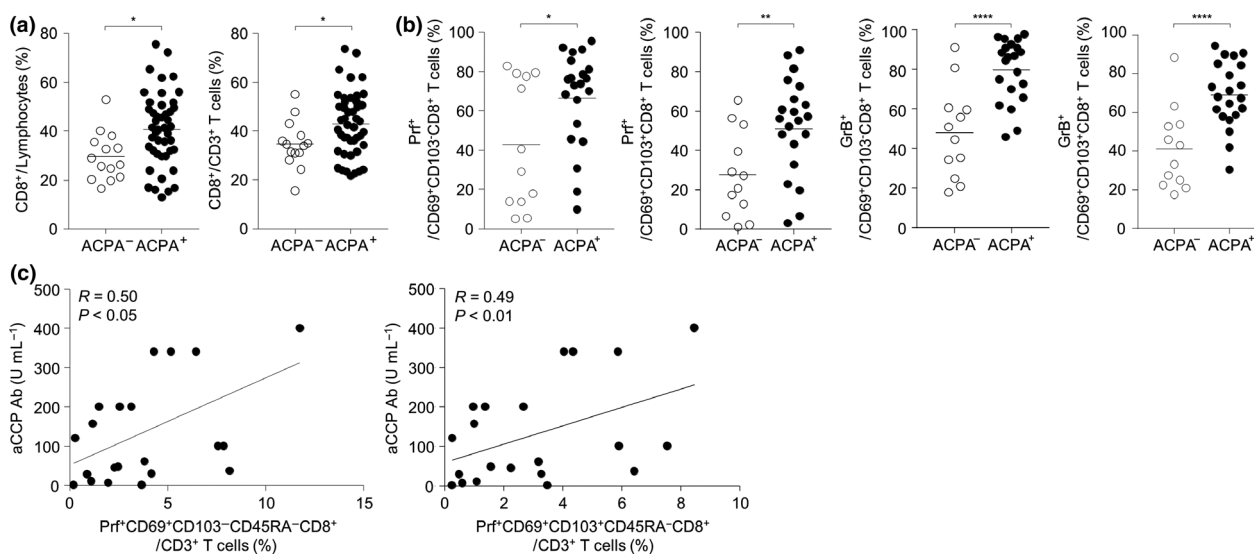 (a)
CD8⁺/Lymphocytes (%)
80
60
40
20
0
*
ACPA⁻ ACPA⁺
CD8⁺/CD3⁺ T cells (%)
80
60
40
20
0
*
ACPA⁻ ACPA⁺
(b)
Prf⁺
/CD69⁺CD103⁻CD8⁺ T cells (%)
100
80
60
40
20
0
*
ACPA⁻ ACPA⁺
Prf⁺
/CD69⁺CD103⁺CD8⁺ T cells (%)
100
80
60
40
20
0
**
ACPA⁻ ACPA⁺
GrB⁺
/CD69⁺CD103⁻CD8⁺ T cells (%)
100
80
60
40
20
0
****
ACPA⁻ ACPA⁺
GrB⁺
/CD69⁺CD103⁺CD8⁺ T cells (%)
100
80
60
40
20
0
****
ACPA⁻ ACPA⁺
(c)
aCCP Ab (U mL⁻¹)
500
400
300
200
100
0
R = 0.50
P < 0.05
0 5 10 15
Prf⁺CD69⁺CD103⁻CD45RA⁻CD8⁺
/CD3⁺ T cells (%)
aCCP Ab (U mL⁻¹)
500
400
300
200
100
0
R = 0.49
P < 0.01
0 2 4 6 8 10
Prf⁺CD69⁺CD103⁺CD45RA⁻CD8⁺
/CD3⁺ T cells (%)